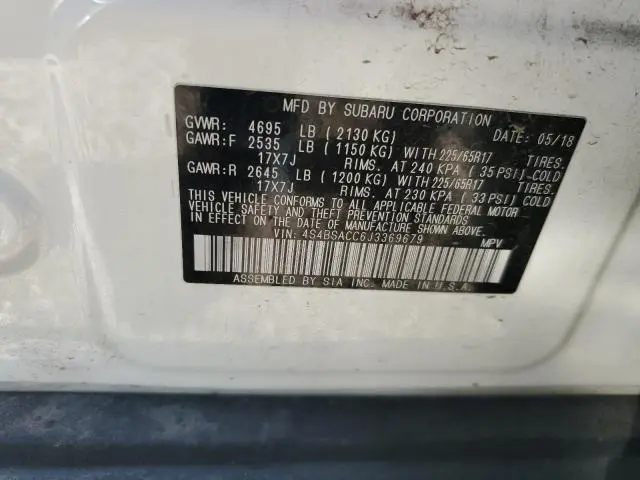 MFD BY SUBARU CORPORATION
GVWR: 4695 LB ( 2130 KG) DATE: 05/18
GAWR:F 2535 LB ( 1150 KG) WITH 225/65R17 TIRES.
17X7J RIMS. AT 240 KPA ( 35 PSI)-COLD
GAWR:R 2645 LB ( 1200 KG) WITH 225/65R17 TIRES.
17X7J RIMS. AT 230 KPA ( 33 PSI) COLD
THIS VEHICLE CONFORMS TO ALL APPLICABLE FEDERAL MOTOR
VEHICLE SAFETY AND THEFT PREVENTION STANDARDS
IN EFFECT ON THE DATE OF MANUFACTURE SHOWN ABOVE.
VIN: 4S4BSACC6J3369679 MPV
ASSEMBLED BY SIA INC. MADE IN U.S.A.